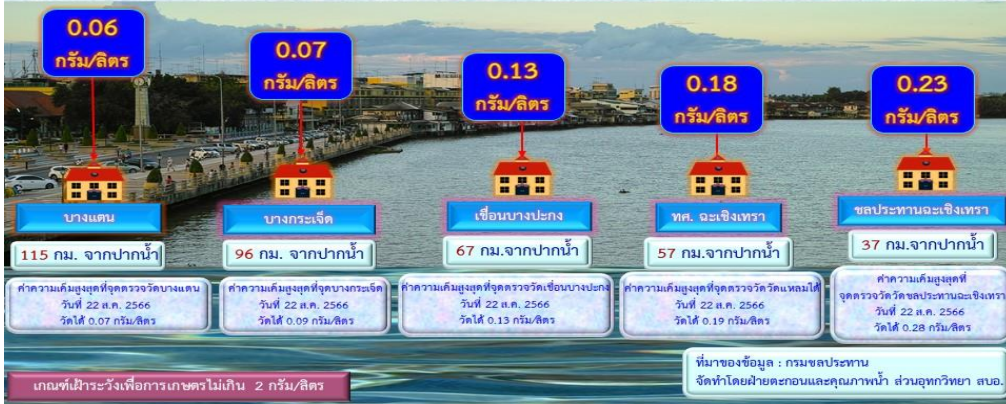 0.06
กรัม/ลิตร
0.07
กรัม/ลิตร
0.13
กรัม/ลิตร
0.18
กรัม/ลิตร
0.23
กรัม/ลิตร
บางแตน
บางกระเจ็ด
เขื่อนบางปะกง
ทศ. ฉะเชิงเทรา
ชลประทานฉะเชิงเทรา
115 กม. จากปากน้ำ
96 กม. จากปากน้ำ
67 กม.จากปากน้ำ
57 กม.จากปากน้ำ
37 กม.จากปากน้ำ
ค่าความเค็มสูงสุดที่จุดตรวจวัดบางแตน
วันที่ 22 ส.ค. 2566
วัดได้ 0.07 กรัม/ลิตร
ค่าความเค็มสูงสุดที่จุดบางกระเจ็ด
วันที่ 22 ส.ค. 2566
วัดได้ 0.09 กรัม/ลิตร
ค่าความเค็มสูงสุดที่จุดตรวจวัดเขื่อนบางปะกง
วันที่ 22 ส.ค. 2566
วัดได้ 0.13 กรัม/ลิตร
ค่าความเค็มสูงสุดที่จุดตรวจวัดวัดแหลมใต้
วันที่ 22 ส.ค. 2566
วัดได้ 0.19 กรัม/ลิตร
ค่าความเค็มสูงสุดที่
จุดตรวจวัดวัดชลประทานฉะเชิงเทรา
วันที่ 22 ส.ค. 2566
วัดได้ 0.28 กรัม/ลิตร
เกณฑ์เฝ้าระวังเพื่อการเกษตรไม่เกิน 2 กรัม/ลิตร
ที่มาของข้อมูล : กรมชลประทาน
จัดทำโดยฝ่ายตะกอนและคุณภาพน้ำ ส่วนอุทกวิทยา สบอ.